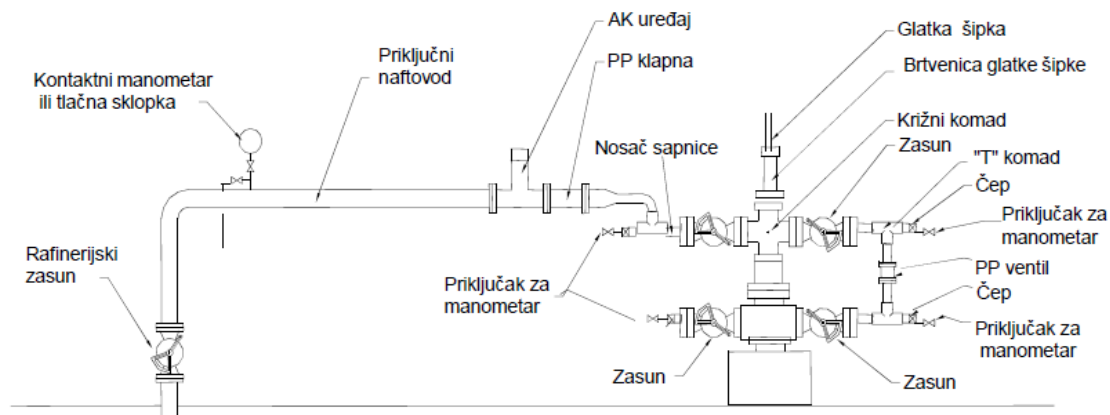 AK uređaj
Glatka šipka
Priključni
naftovod
PP klapna
Brtvenica glatke šipke
Kontaktni manometar
ili tlačna sklopka
Križni komad
Nosač sapnice
Zasun
"T" komad
Čep
Priključak za
manometar
Rafinerijski
zasun
PP ventil
Priključak za
manometar
Čep
Priključak za
manometar
Zasun
Zasun